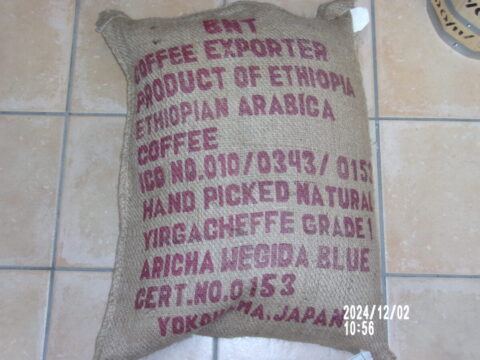 BNT
COFFEE EXPORTER
PRODUCT OF ETHIOPIA
ETHIOPIAN ARABICA
COFFEE
ICO NO.010/0343/0153
HAND PICKED NATURAL
YIRGACHEFFE GRADE 1
ARICHA WEGIDA BLUE
CERT.NO.0153
YOKOHAMA.JAPAN
2024/12/02
10:56